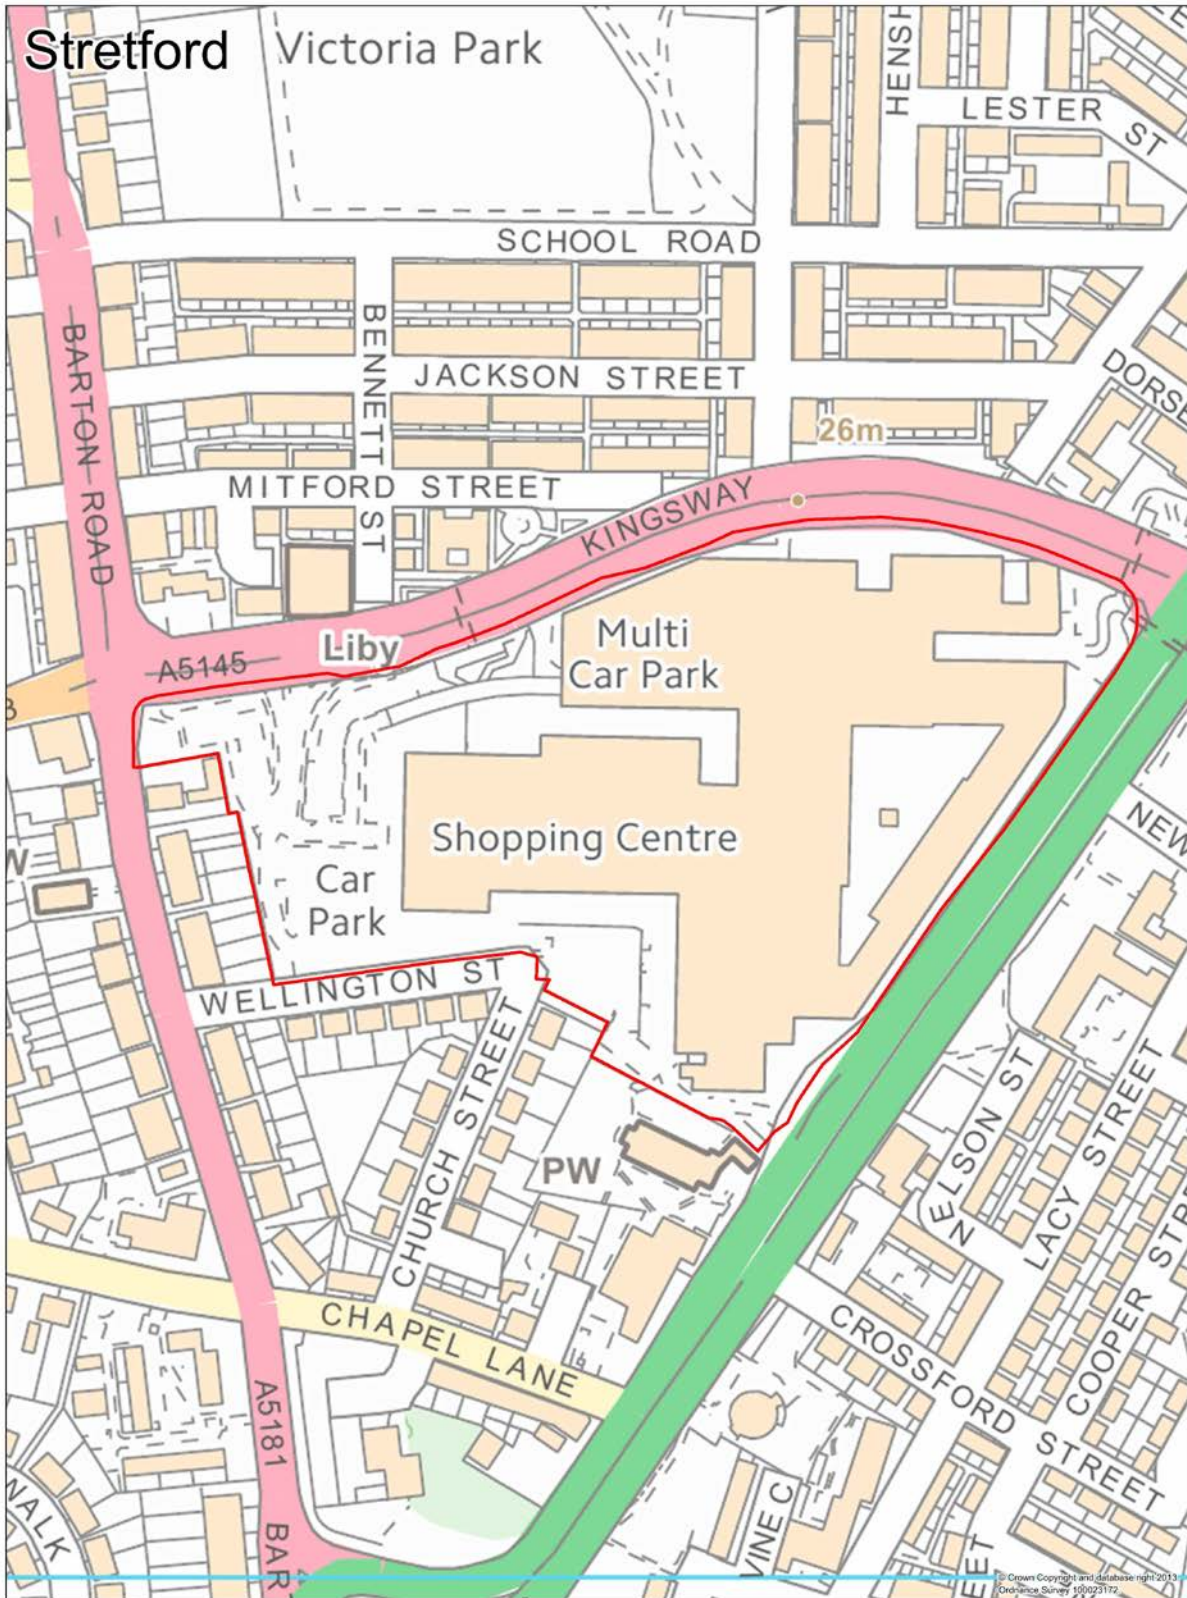 Stretford
Victoria Park
HENSH
LESTER ST
SCHOOL ROAD
BARTON ROAD
BENNETT ST
JACKSON STREET
DORSE
26m
MITFORD STREET
KINGSWAY
Liby
A5145
Multi
Car Park
Shopping Centre
NEW
Car
Park
WELLINGTON ST
CHURCH STREET
PW
NELSON ST
LACY STREET
COOPER STRE
CHAPEL LANE
CROSSFORD STREET
A5181
BAR
WALK
VINE C
EET
© Crown Copyright and database right 2013
Ordnance Survey 100023172